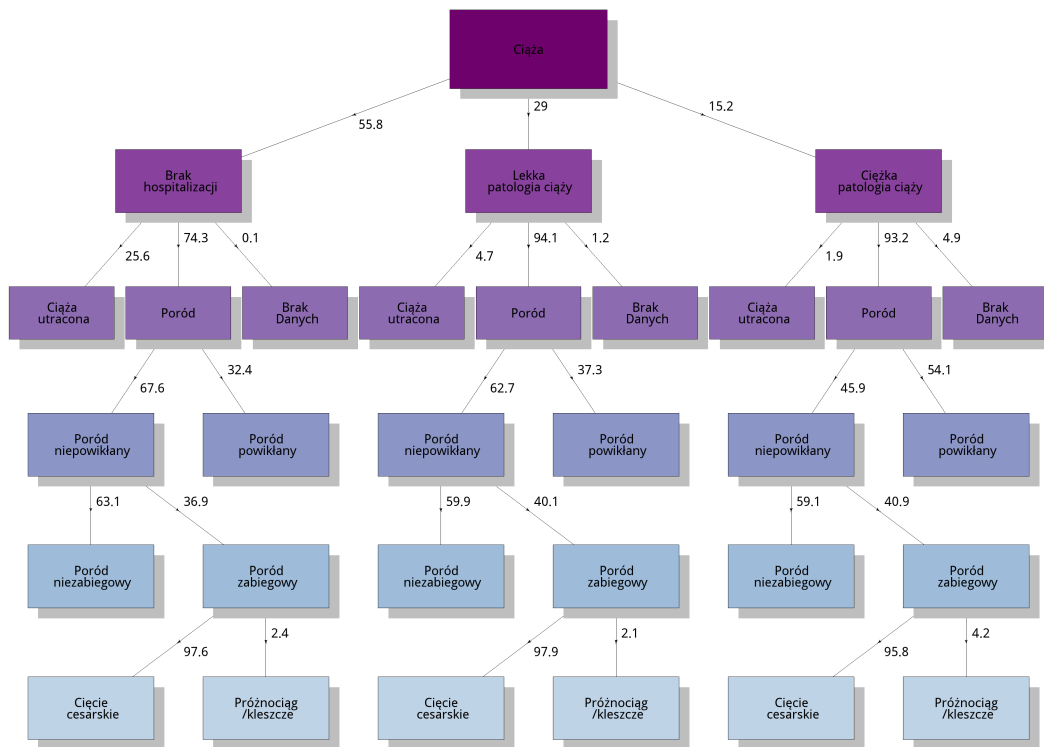 Ciąża
55.8
29
15.2
Brak
hospitalizacji
Lekka
patologia ciąży
Ciężka
patologia ciąży
25.6
74.3
0.1
4.7
94.1
1.2
1.9
93.2
4.9
Ciąża
utracona
Poród
Brak
Danych
Ciąża
utracona
Poród
Brak
Danych
Ciąża
utracona
Poród
Brak
Danych
67.6
32.4
62.7
37.3
45.9
54.1
Poród
niepowikłany
Poród
powikłany
Poród
niepowikłany
Poród
powikłany
Poród
niepowikłany
Poród
powikłany
63.1
36.9
59.9
40.1
59.1
40.9
Poród
niezabiegowy
Poród
zabiegowy
Poród
niezabiegowy
Poród
zabiegowy
Poród
niezabiegowy
Poród
zabiegowy
97.6
2.4
97.9
2.1
95.8
4.2
Cięcie
cesarskie
Próżnociąg
/kleszcze
Cięcie
cesarskie
Próżnociąg
/kleszcze
Cięcie
cesarskie
Próżnociąg
/kleszcze